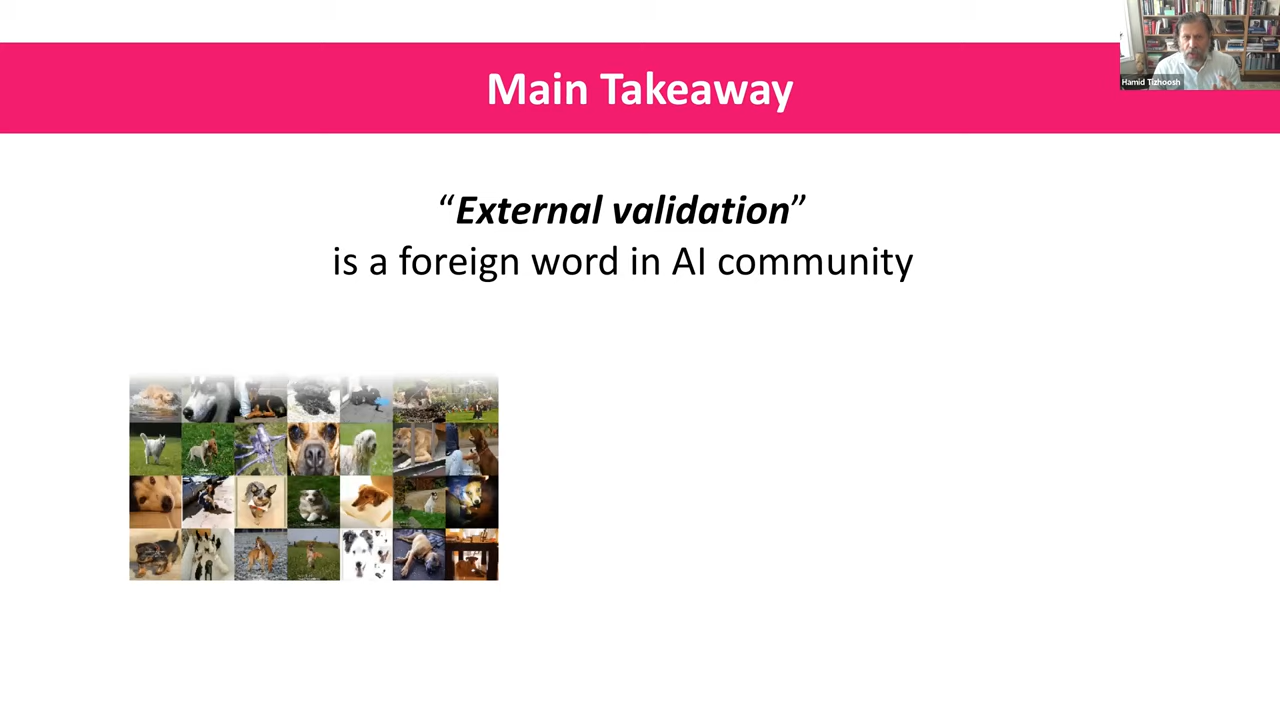 Main Takeaway
Hamid Tizhoosh
“External validation”
is a foreign word in AI community